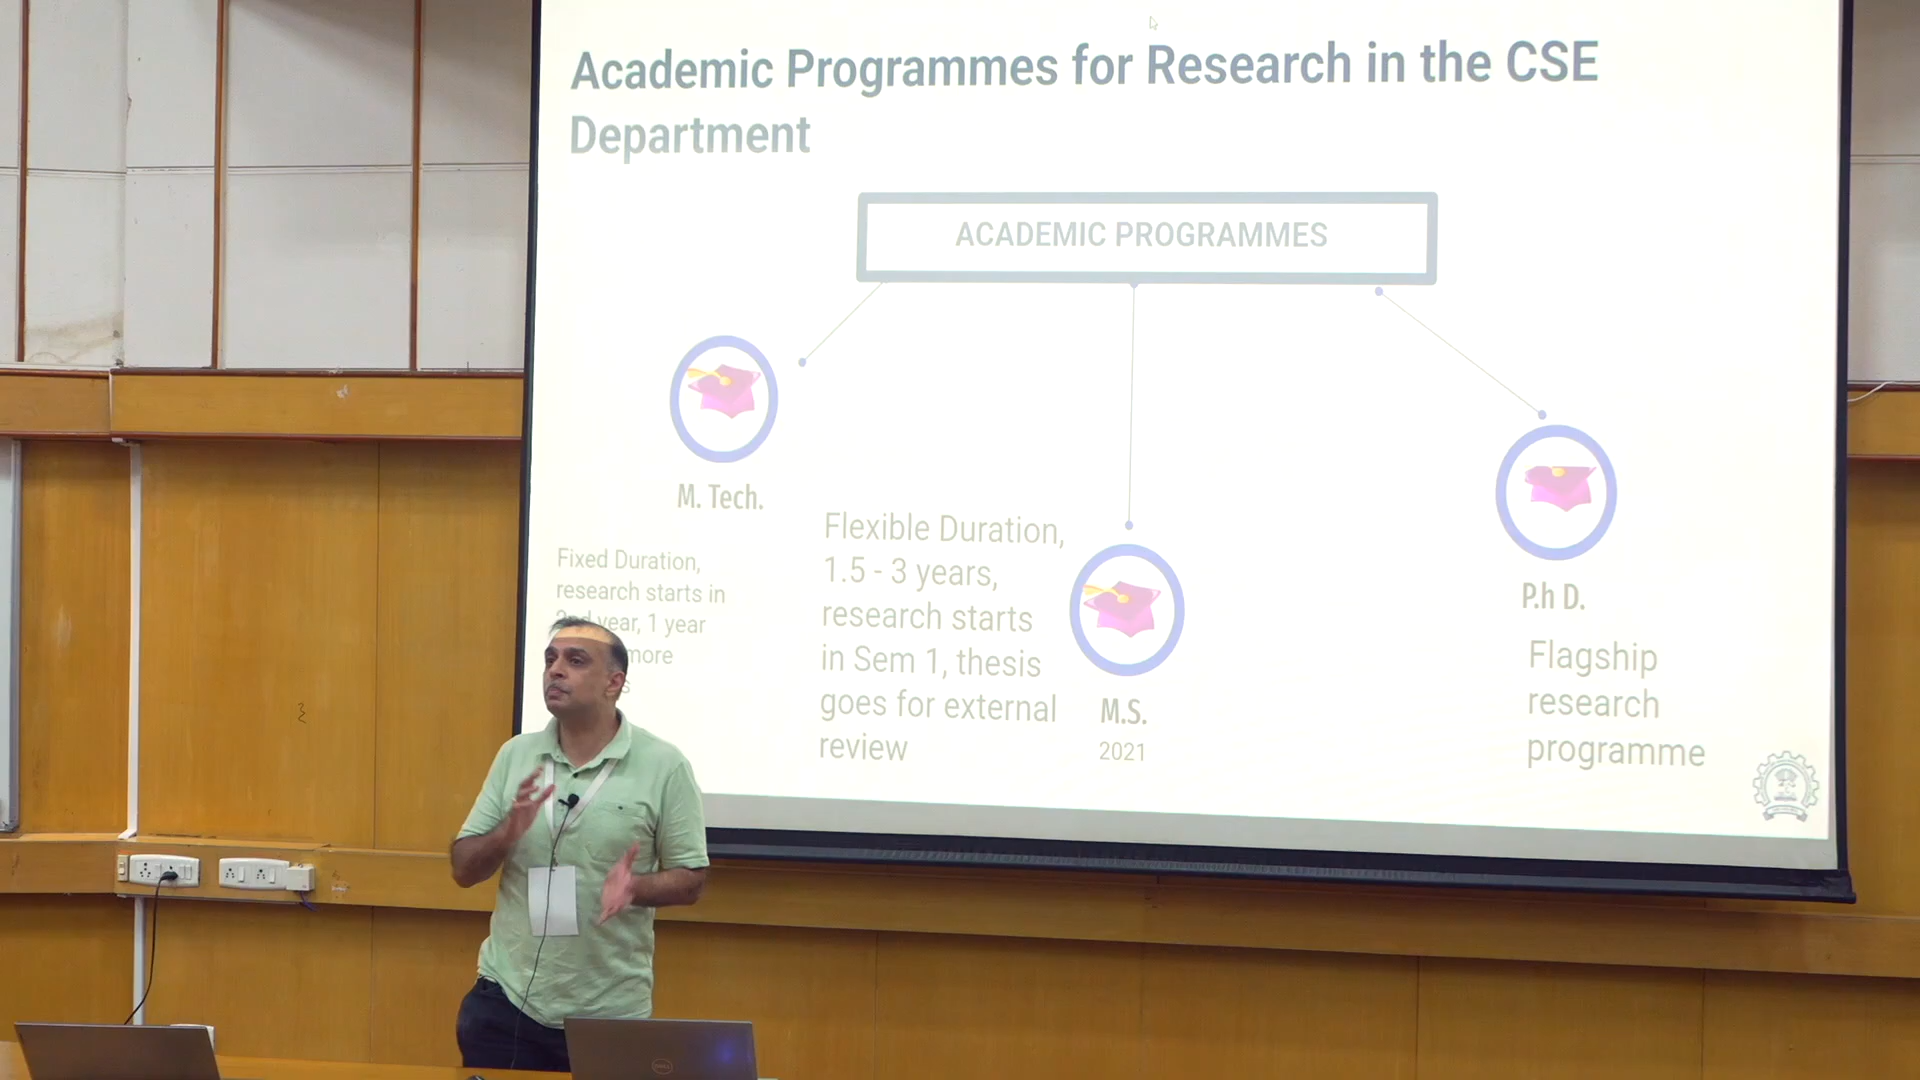 Academic Programmes for Research in the CSE
Department
ACADEMIC PROGRAMMES
M. Tech.
Fixed Duration,
research starts in
year, 1 year
more
Flexible Duration,
1.5 - 3 years,
research starts
in Sem 1, thesis
goes for external
review
M.S.
2021
P.h D.
Flagship
research
programme
DELL